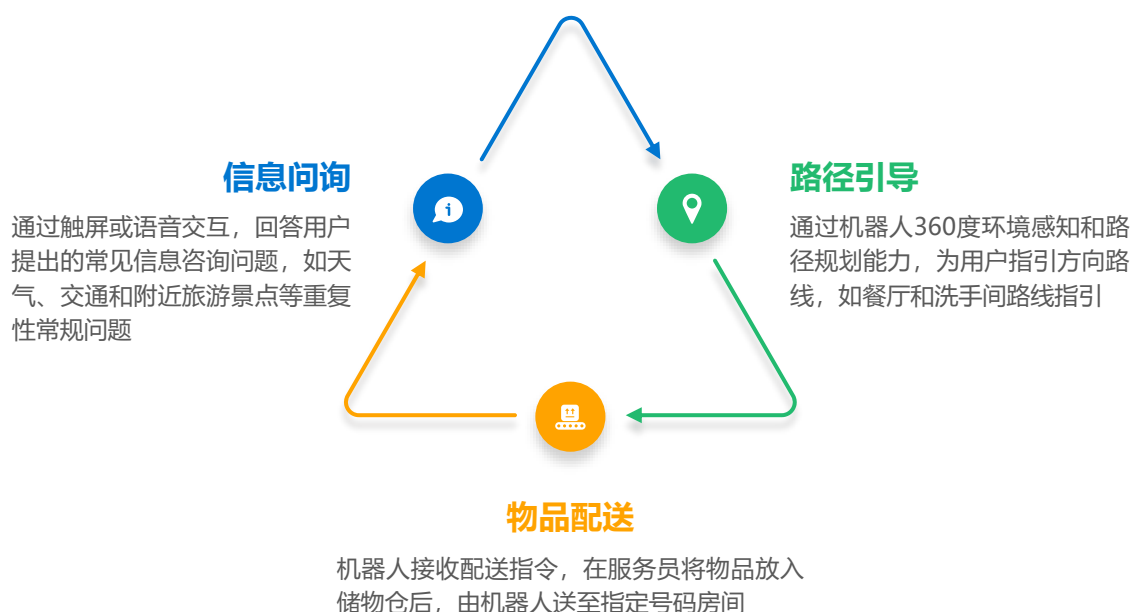 信息问询
通过触屏或语音交互，回答用户
提出的常见信息咨询问题，如天
气、交通和附近旅游景点等重复
性常规问题
路径引导
通过机器人360度环境感知和路
径规划能力，为用户指引方向路
线，如餐厅和洗手间路线指引
物品配送
机器人接收配送指令，在服务员将物品放入
储物仓后，由机器人送至指定号码房间